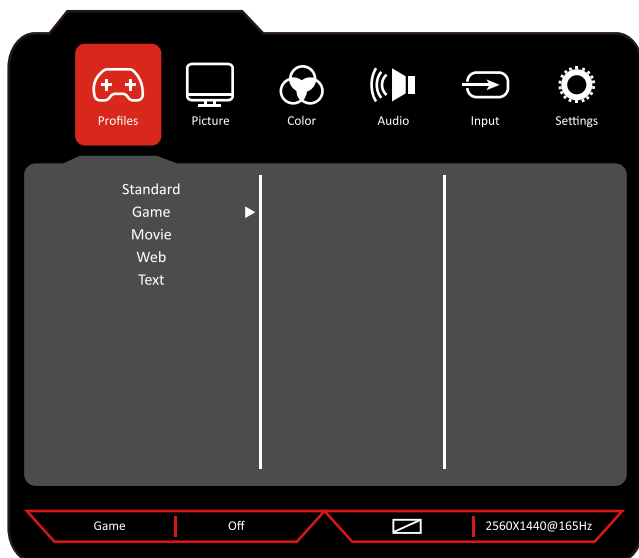 Profiles Picture Color Audio Input Settings
Standard
Game
Movie
Web
Text
Game Off 2560X1440@165Hz